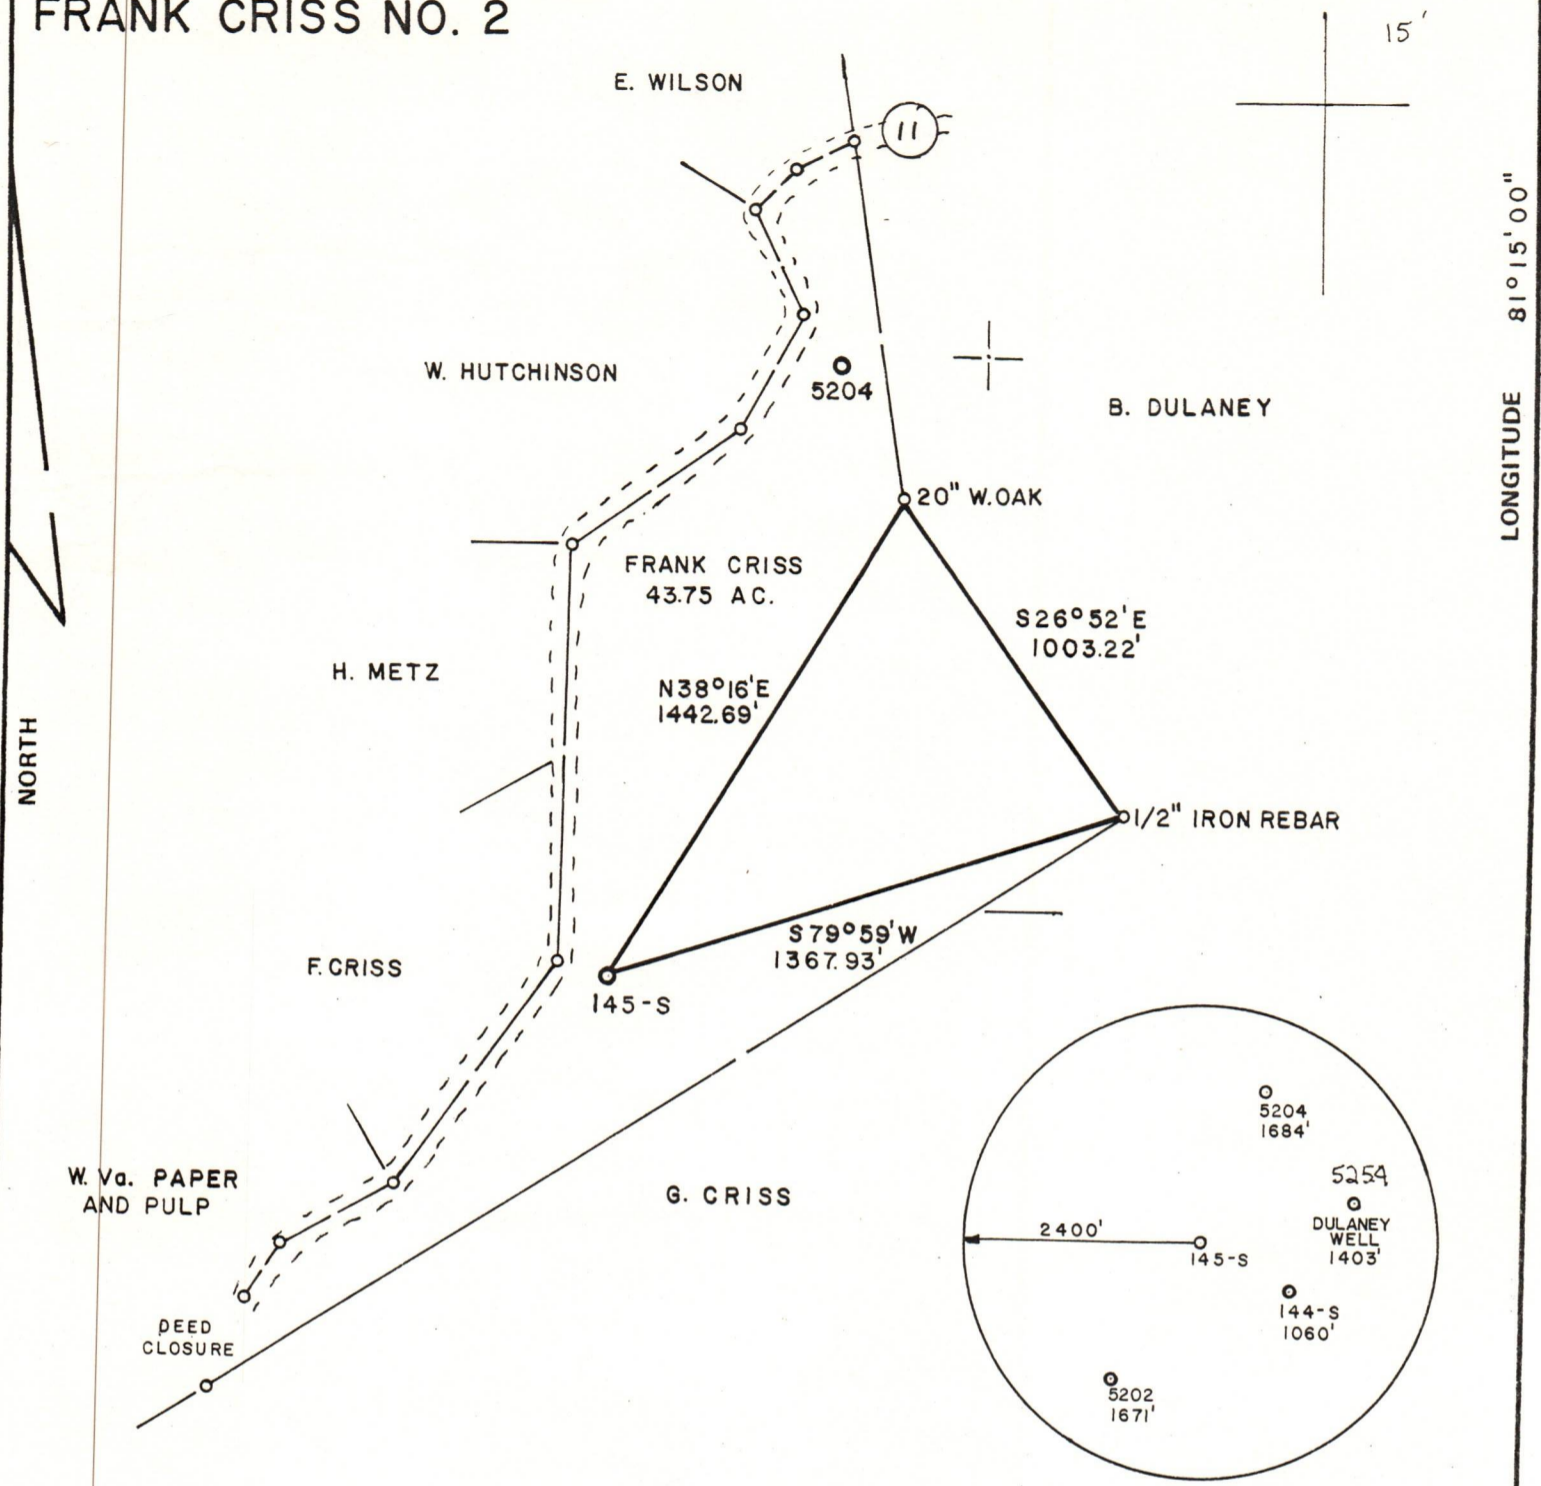 FRANK CRISS NO. 2
15'
E. WILSON
11
81°15'00"
LONGITUDE
W. HUTCHINSON
5204
B. DULANEY
20" W.OAK
FRANK CRISS
43.75 AC.
S26°52'E
1003.22'
H. METZ
N38°16'E
1442.69'
NORTH
1/2" IRON REBAR
S79°59'W
1367.93'
F. CRISS
145-S
W. Va. PAPER
AND PULP
G. CRISS
5204
1684'
5254
DULANEY
WELL
1403'
2400'
145-S
144-S
1060'
DEED
CLOSURE
5202
1671'